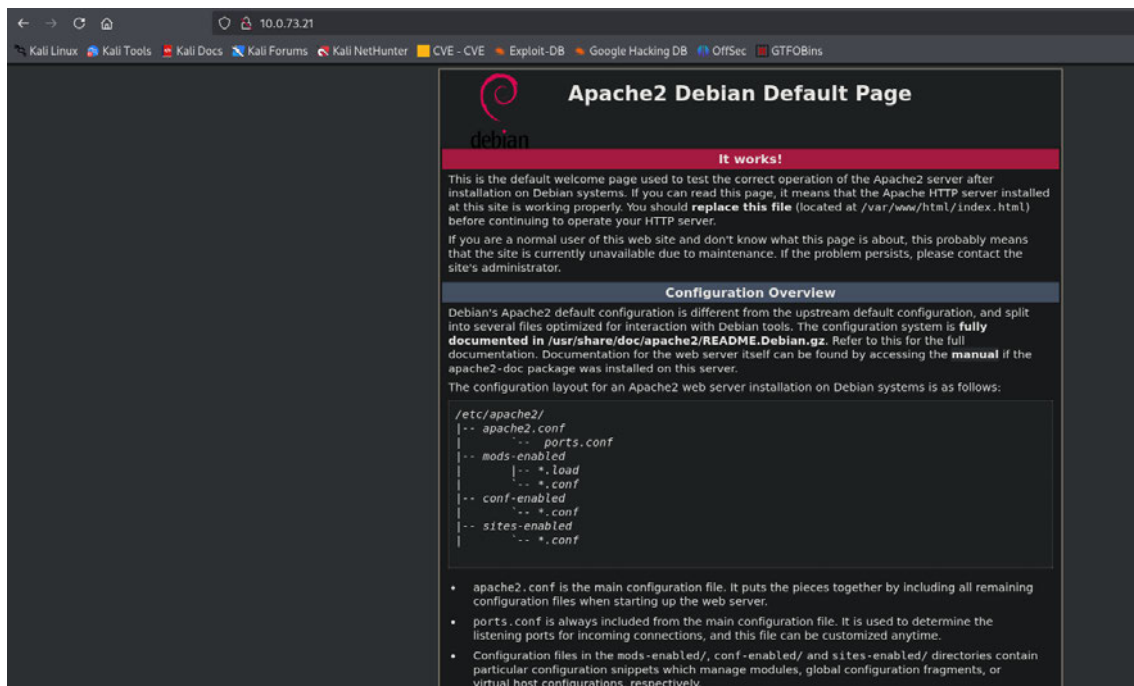 10.0.73.21
Kali Linux Kali Tools Kali Docs Kali Forums Kali NetHunter CVE - CVE Exploit-DB Google Hacking DB OffSec GTFOBins
Apache2 Debian Default Page
debian
It works!
This is the default welcome page used to test the correct operation of the Apache2 server after
installation on Debian systems. If you can read this page, it means that the Apache HTTP server installed
at this site is working properly. You should replace this file (located at /var/www/html/index.html)
before continuing to operate your HTTP server.
If you are a normal user of this web site and don't know what this page is about, this probably means
that the site is currently unavailable due to maintenance. If the problem persists, please contact the
site's administrator.
Configuration Overview
Debian's Apache2 default configuration is different from the upstream default configuration, and split
into several files optimized for interaction with Debian tools. The configuration system is fully
documented in /usr/share/doc/apache2/README.Debian.gz. Refer to this for the full
documentation. Documentation for the web server itself can be found by accessing the manual if the
apache2-doc package was installed on this server.
The configuration layout for an Apache2 web server installation on Debian systems is as follows:
/etc/apache2/
|-- apache2.conf
|       `--  ports.conf
|-- mods-enabled
|       |-- *.load
|       `-- *.conf
|-- conf-enabled
|       `-- *.conf
|-- sites-enabled
|       `-- *.conf
• apache2.conf is the main configuration file. It puts the pieces together by including all remaining
configuration files when starting up the web server.
• ports.conf is always included from the main configuration file. It is used to determine the
listening ports for incoming connections, and this file can be customized anytime.
• Configuration files in the mods-enabled/, conf-enabled/ and sites-enabled/ directories contain
particular configuration snippets which manage modules, global configuration fragments, or
virtual host configurations, respectively.